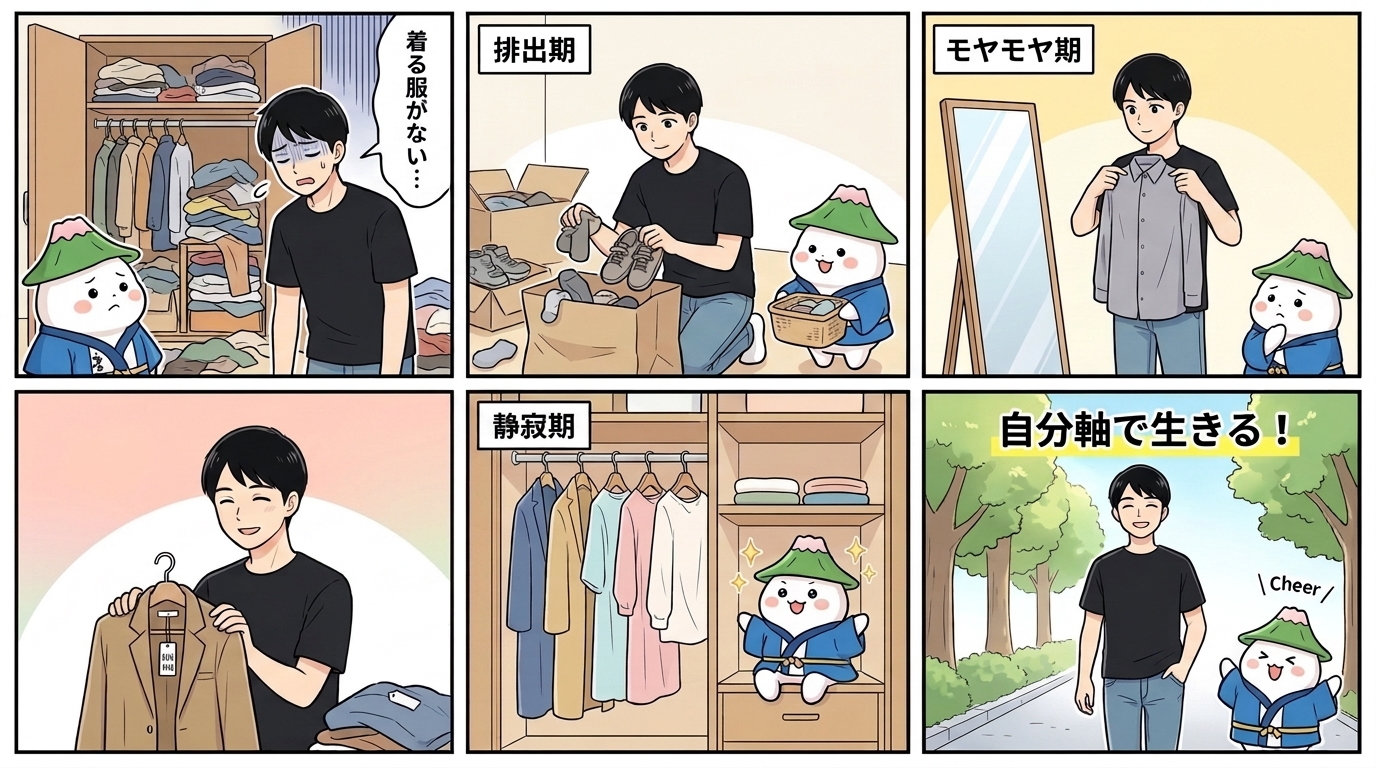 着る服がない…
排出期
モヤモヤ期
静寂期
自分軸で生きる！
\ Cheer /